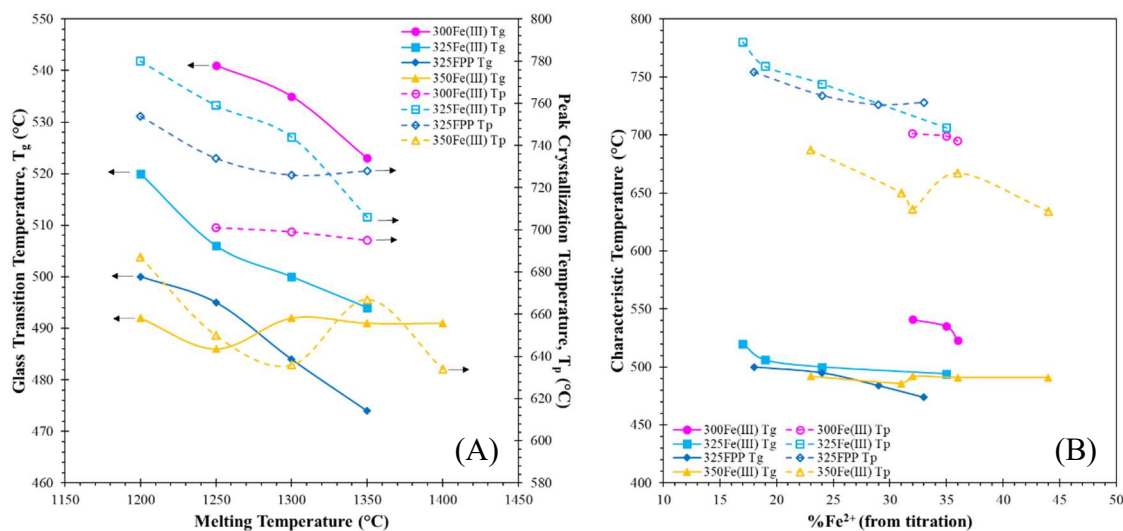 550
540
530
520
510
500
490
480
470
460
Glass Transition Temperature, Tg (°C)
800
780
760
740
720
700
680
660
640
620
600
580
Peak Crystallization Temperature, Tp (°C)
300Fe(III) Tg
325Fe(III) Tg
325FPP Tg
350Fe(III) Tg
300Fe(III) Tp
325Fe(III) Tp
325FPP Tp
350Fe(III) Tp
(A)
1150 1200 1250 1300 1350 1400 1450
Melting Temperature (°C)
800
750
700
650
600
550
500
450
400
Characteristic Temperature (°C)
300Fe(III) Tg 300Fe(III) Tp
325Fe(III) Tg 325Fe(III) Tp
325FPP Tg 325FPP Tp
350Fe(III) Tg 350Fe(III) Tp
(B)
10 15 20 25 30 35 40 45 50
%Fe²⁺ (from titration)